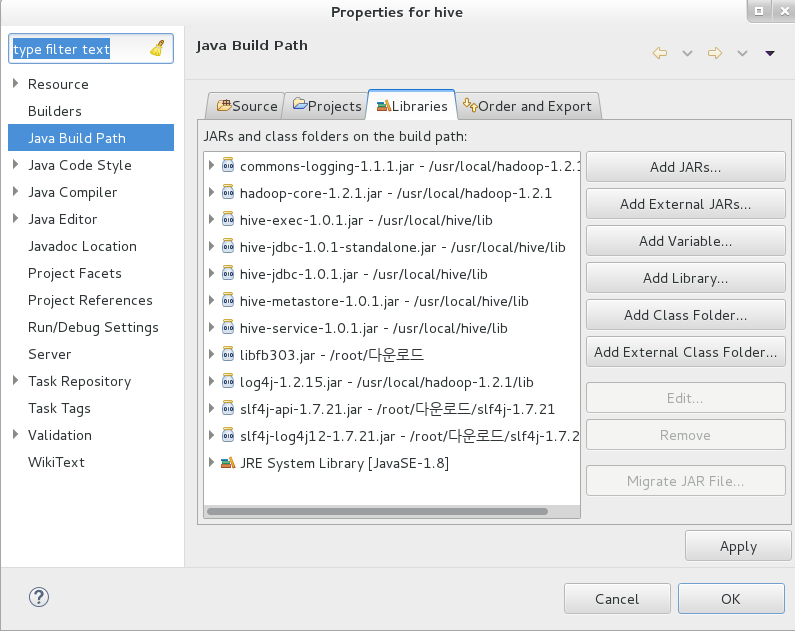 Properties for hive
type filter text
Resource
Builders
Java Build Path
Java Code Style
Java Compiler
Java Editor
Javadoc Location
Project Facets
Project References
Run/Debug Settings
Server
Task Repository
Task Tags
Validation
WikiText
Java Build Path
Source
Projects
Libraries
Order and Export
JARs and class folders on the build path:
commons-logging-1.1.1.jar - /usr/local/hadoop-1.2.1
hadoop-core-1.2.1.jar - /usr/local/hadoop-1.2.1
hive-exec-1.0.1.jar - /usr/local/hive/lib
hive-jdbc-1.0.1-standalone.jar - /usr/local/hive/lib
hive-jdbc-1.0.1.jar - /usr/local/hive/lib
hive-metastore-1.0.1.jar - /usr/local/hive/lib
hive-service-1.0.1.jar - /usr/local/hive/lib
libfb303.jar - /root/다운로드
log4j-1.2.15.jar - /usr/local/hadoop-1.2.1/lib
slf4j-api-1.7.21.jar - /root/다운로드/slf4j-1.7.21
slf4j-log4j12-1.7.21.jar - /root/다운로드/slf4j-1.7.2
JRE System Library [JavaSE-1.8]
Add JARs...
Add External JARs...
Add Variable...
Add Library...
Add Class Folder...
Add External Class Folder...
Edit...
Remove
Migrate JAR File...
Apply
?
Cancel
OK